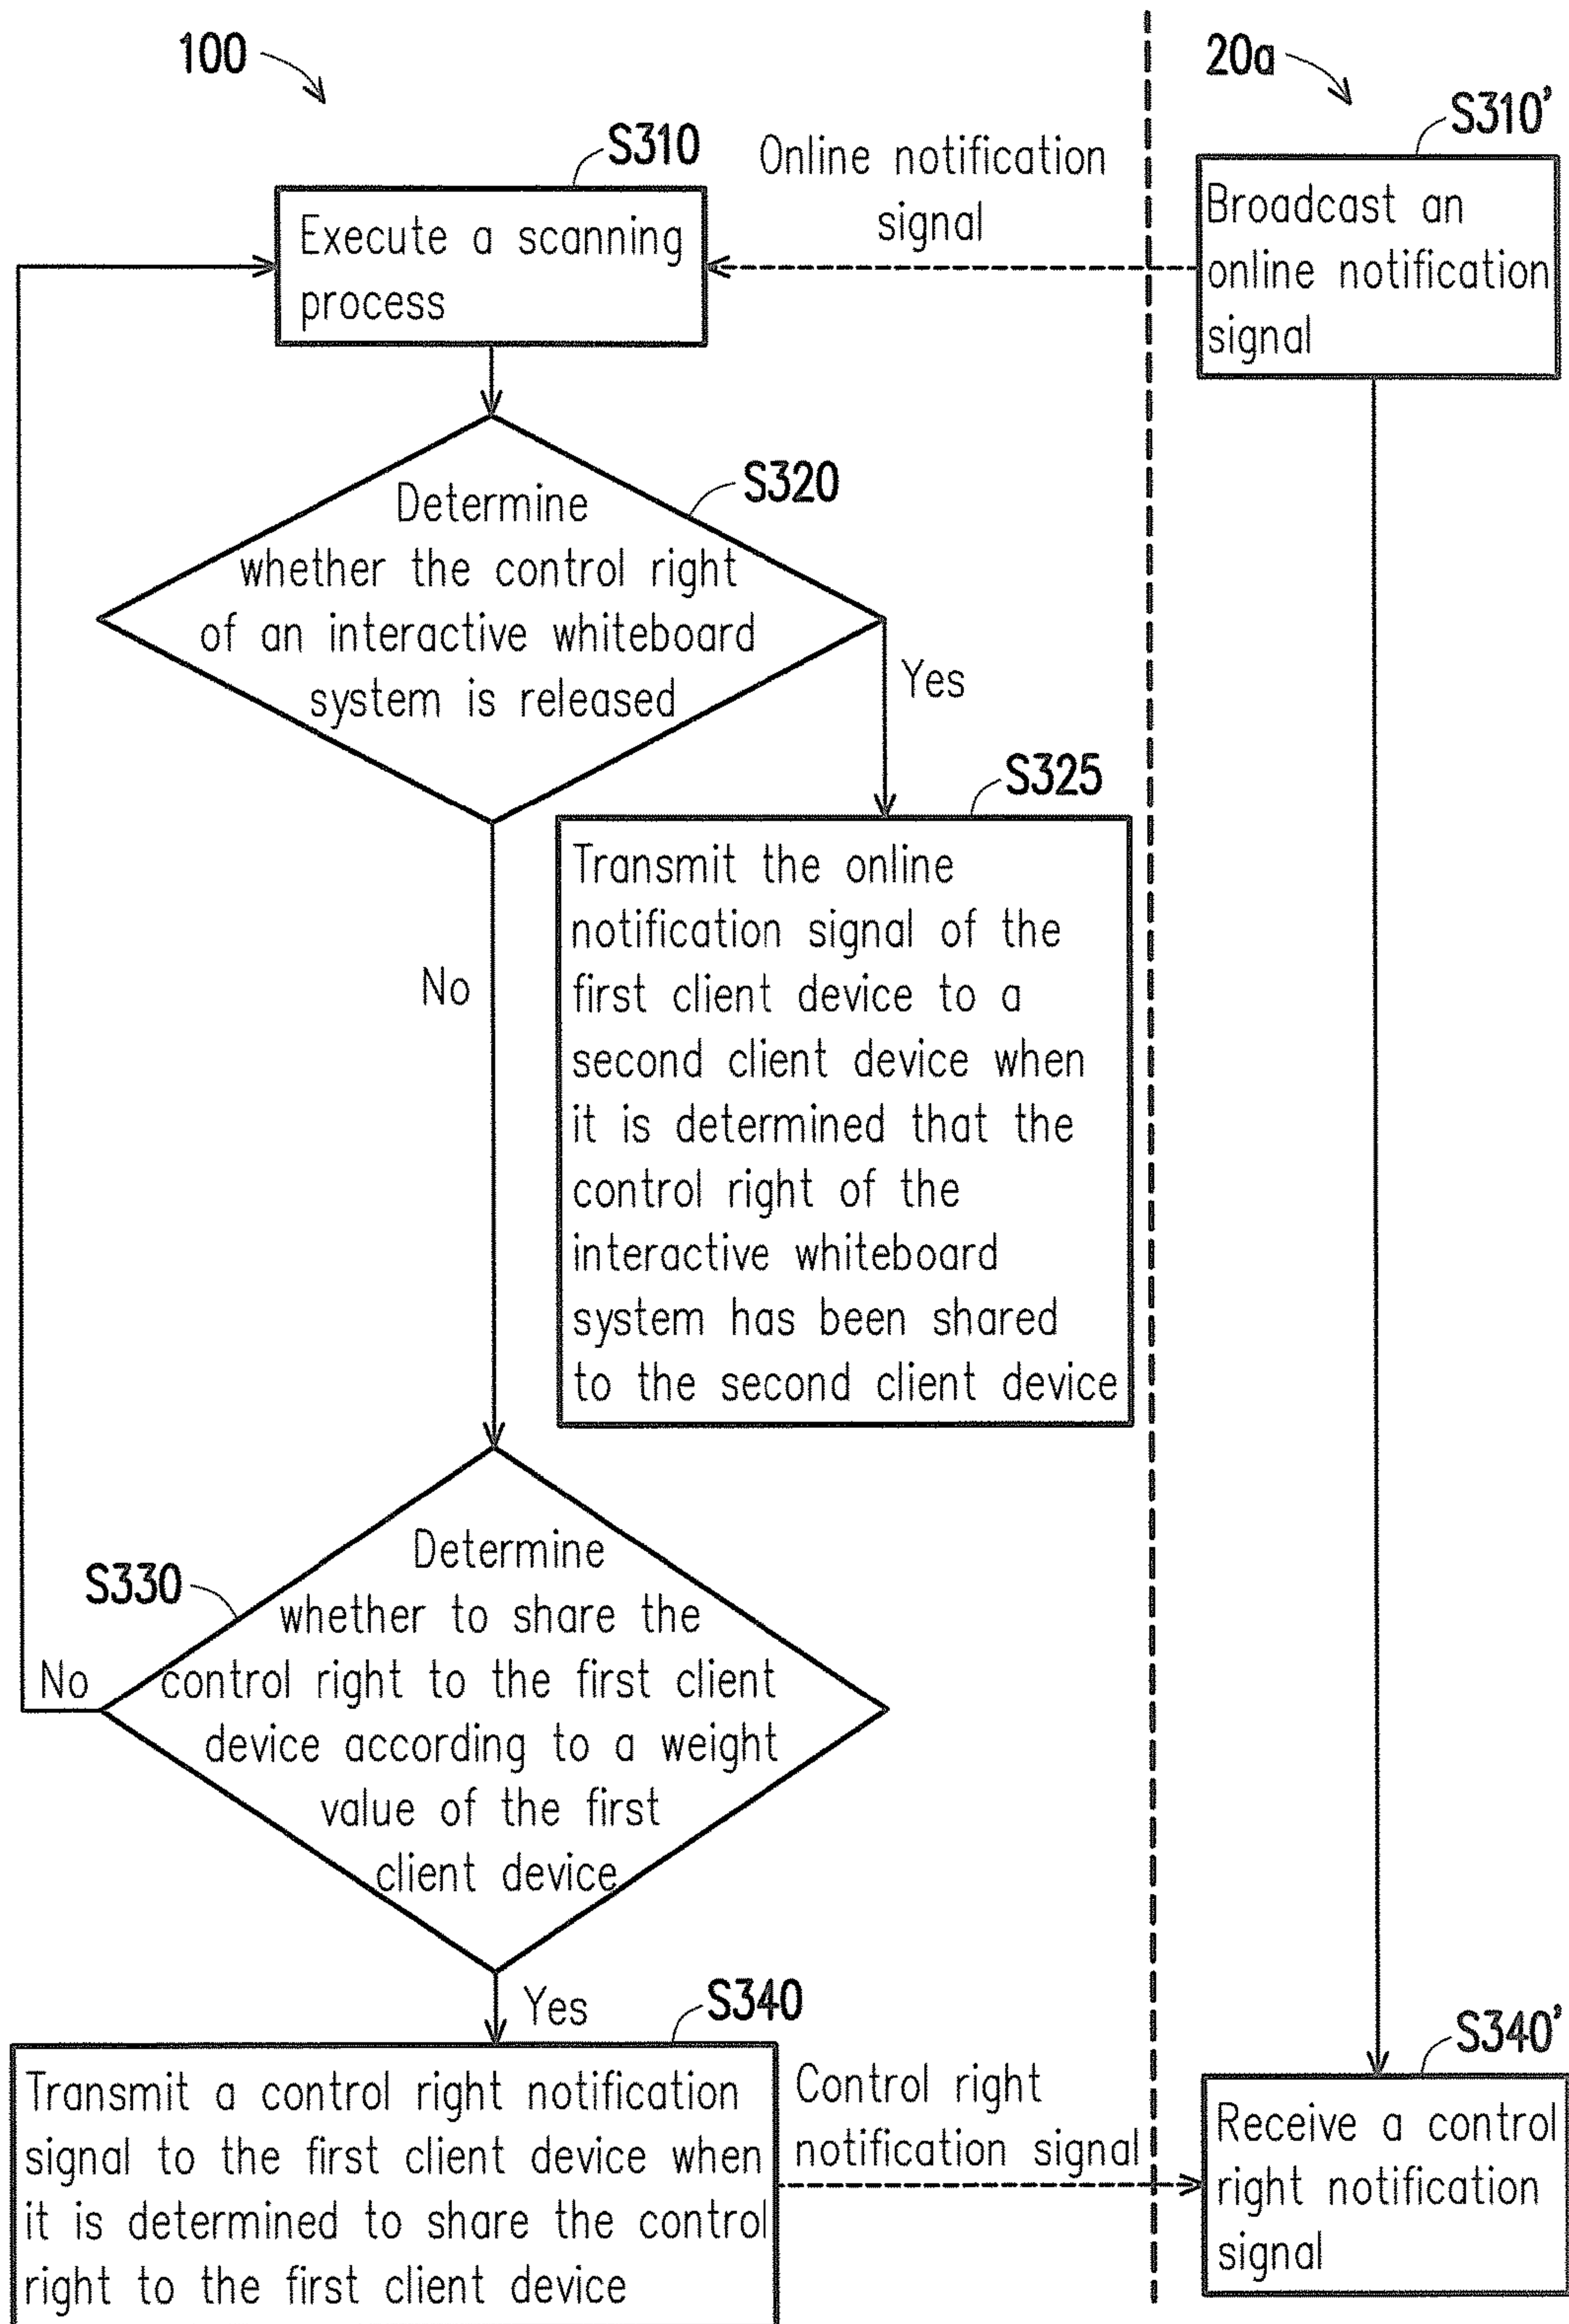 100
20a
S310
S310’
Online notification
signal
Execute a scanning
process
Broadcast an
online notification
signal
S320
Determine
whether the control right
of an interactive whiteboard
system is released
Yes
No
S325
Transmit the online
notification signal of the
first client device to a
second client device when
it is determined that the
control right of the
interactive whiteboard
system has been shared
to the second client device
S330
Determine
whether to share the
control right to the first client
device according to a weight
value of the first
client device
No
Yes
S340
Transmit a control right notification
signal to the first client device when
it is determined to share the control
right to the first client device
Control right
notification signal
S340’
Receive a control
right notification
signal